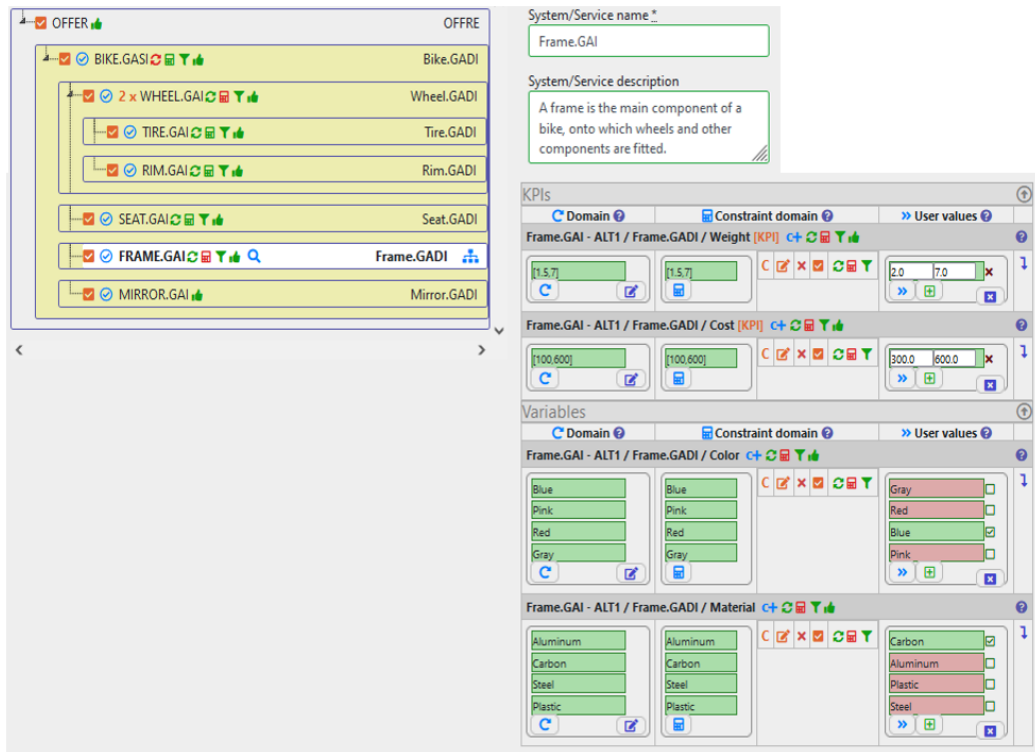 OFFER OFFRE
BIKE.GASI Bike.GADI
2 x WHEEL.GAI Wheel.GADI
TIRE.GAI Tire.GADI
RIM.GAI Rim.GADI
SEAT.GAI Seat.GADI
FRAME.GAI Frame.GADI
MIRROR.GAI Mirror.GADI
System/Service name *
Frame.GAI
System/Service description
A frame is the main component of a
bike, onto which wheels and other
components are fitted.
KPIs
Domain Constraint domain User values
Frame.GAI - ALT1 / Frame.GADI / Weight [KPI] C+
[1.5,7] [1.5,7] C 2.0 7.0
Frame.GAI - ALT1 / Frame.GADI / Cost [KPI] C+
[100,600] [100,600] C 300.0 600.0
Variables
Domain Constraint domain User values
Frame.GAI - ALT1 / Frame.GADI / Color C+
Blue Blue C Gray
Pink Pink Red
Red Red Blue
Gray Gray Pink
Frame.GAI - ALT1 / Frame.GADI / Material C+
Aluminum Aluminum C Carbon
Carbon Carbon Aluminum
Steel Steel Plastic
Plastic Plastic Steel